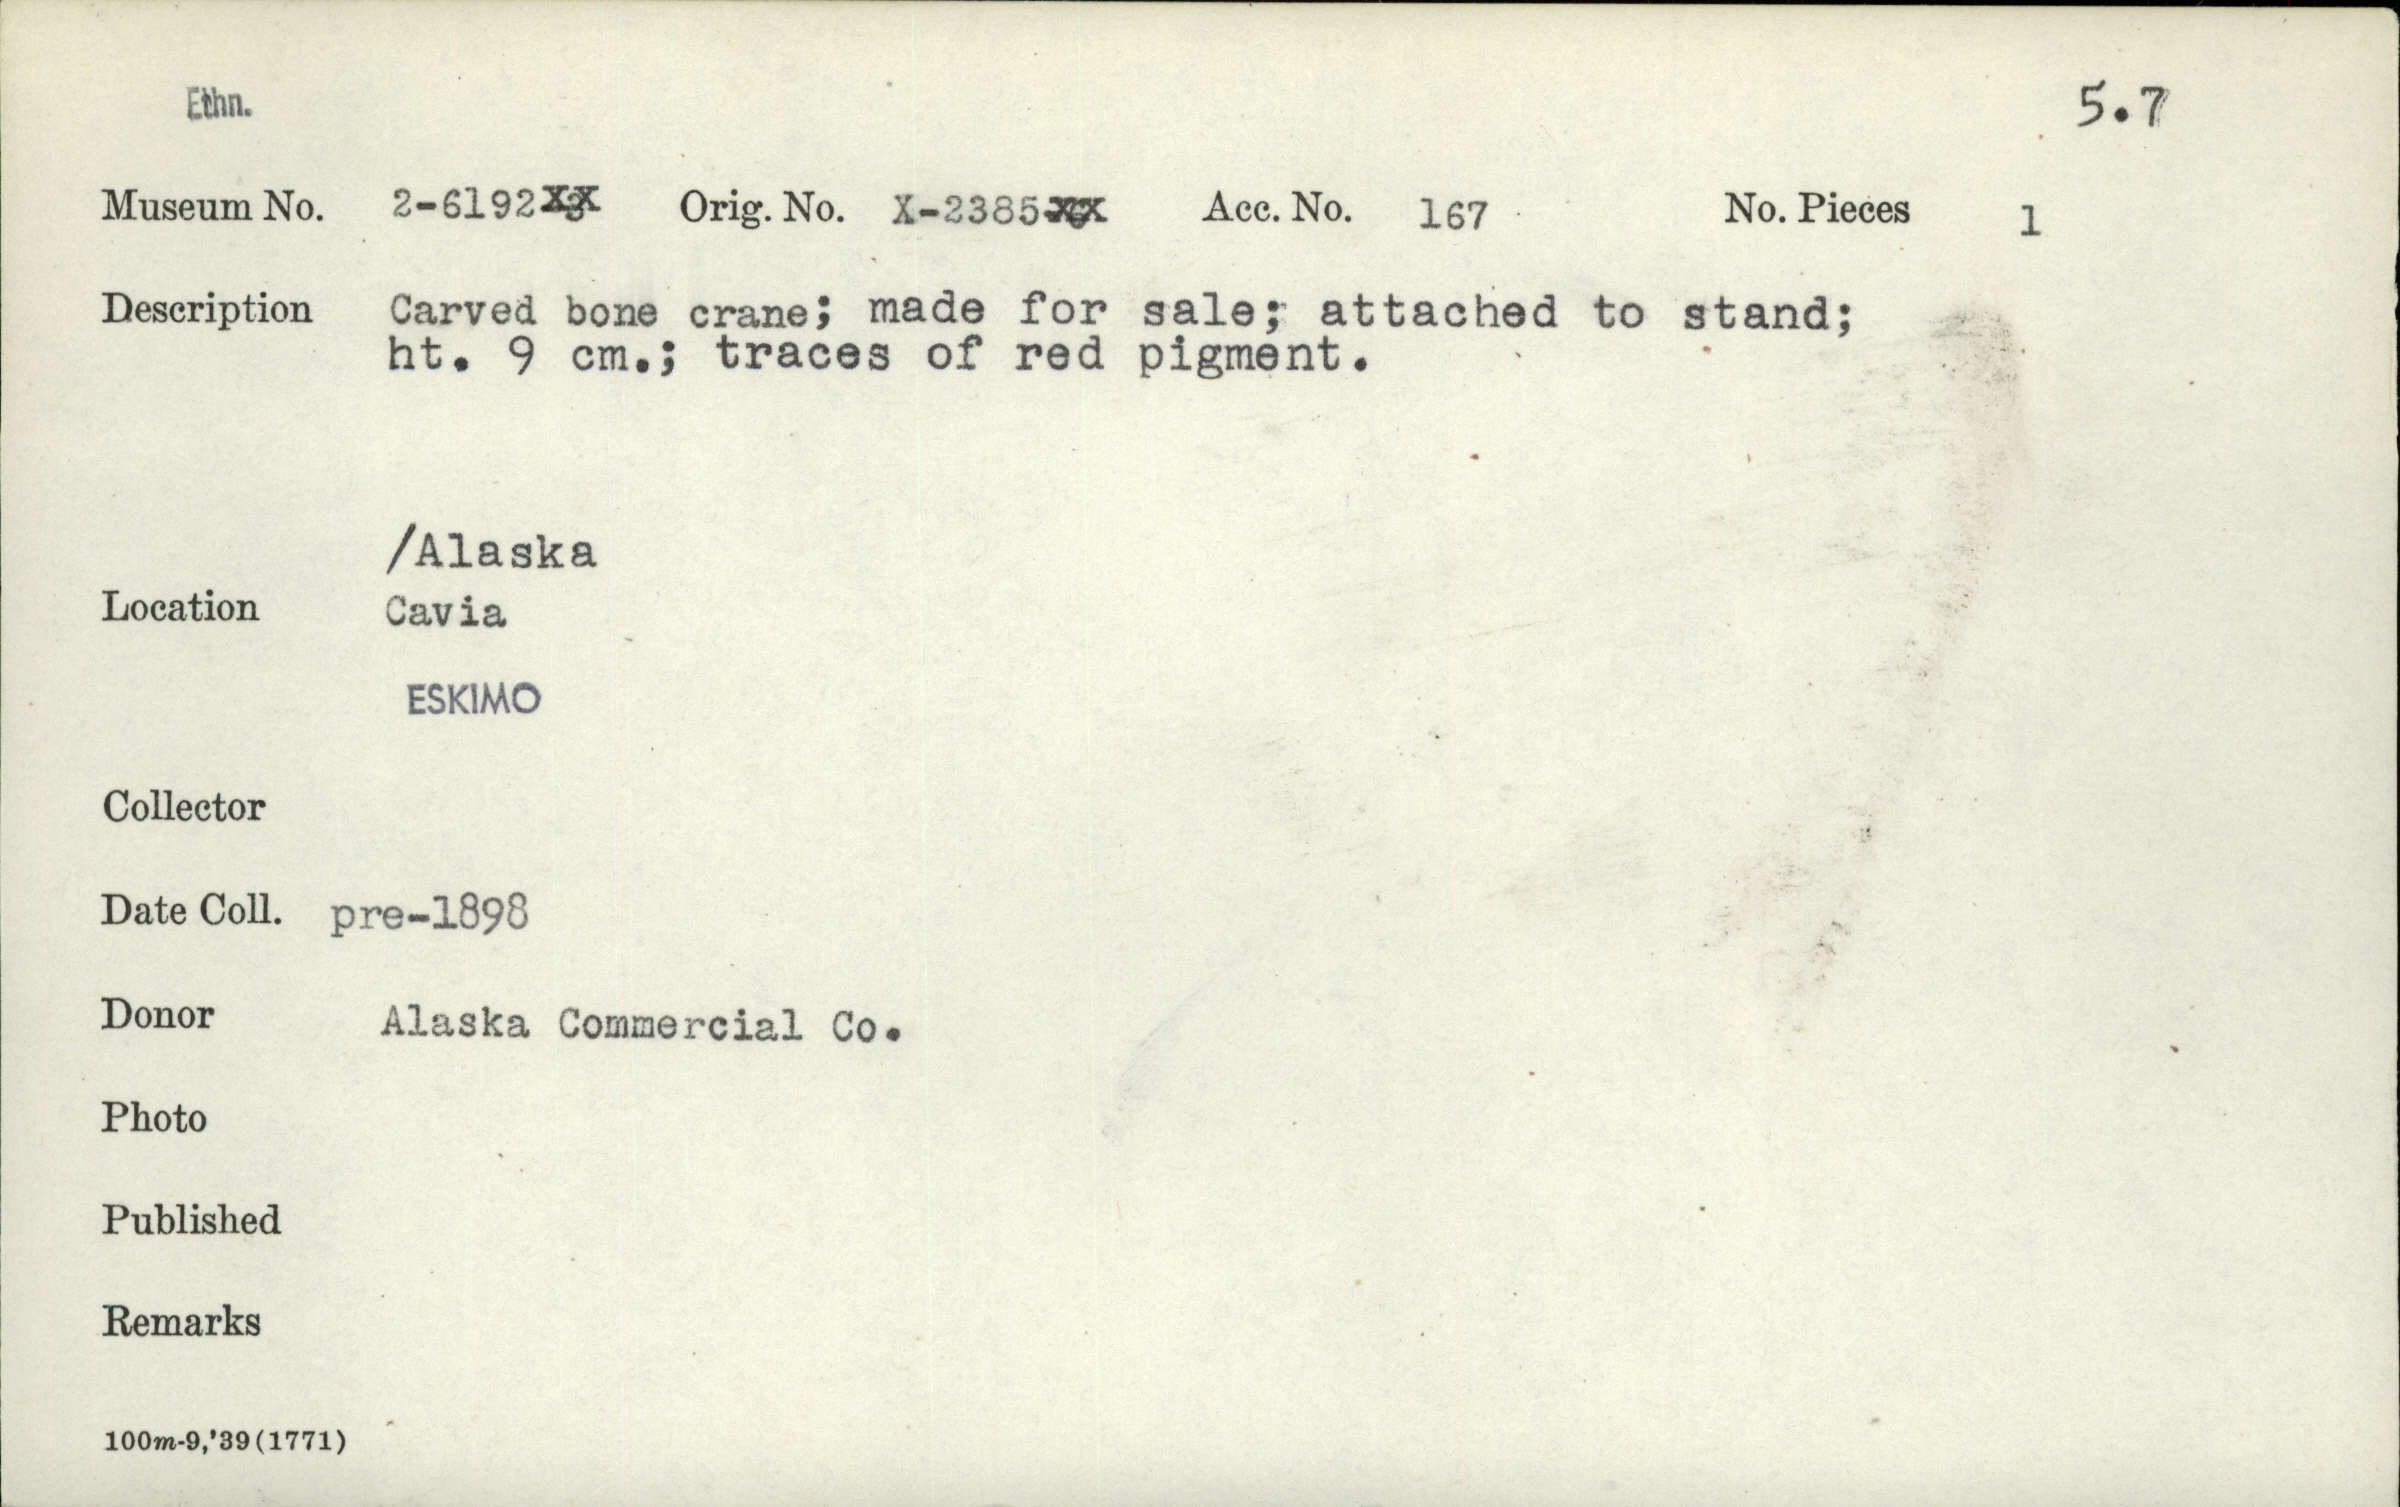 Ethn.
5.7
Museum No. 2-6192 Orig. No. X-2385 Acc. No. 167 No. Pieces 1
Description Carved bone crane; made for sale; attached to stand;
ht. 9 cm.; traces of red pigment.
/Alaska
Location Cavia
ESKIMO
Collector
Date Coll. pre-1898
Donor Alaska Commercial Co.
Photo
Published
Remarks
100m-9,'39(1771)